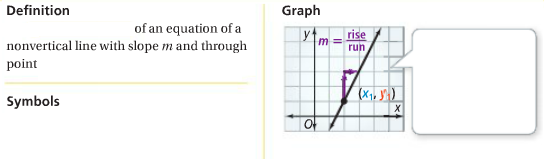 Definition
of an equation of a
nonvertical line with slope m and through
point
Symbols
Graph
y
m = rise
run
(x₁, y₁)
x
O